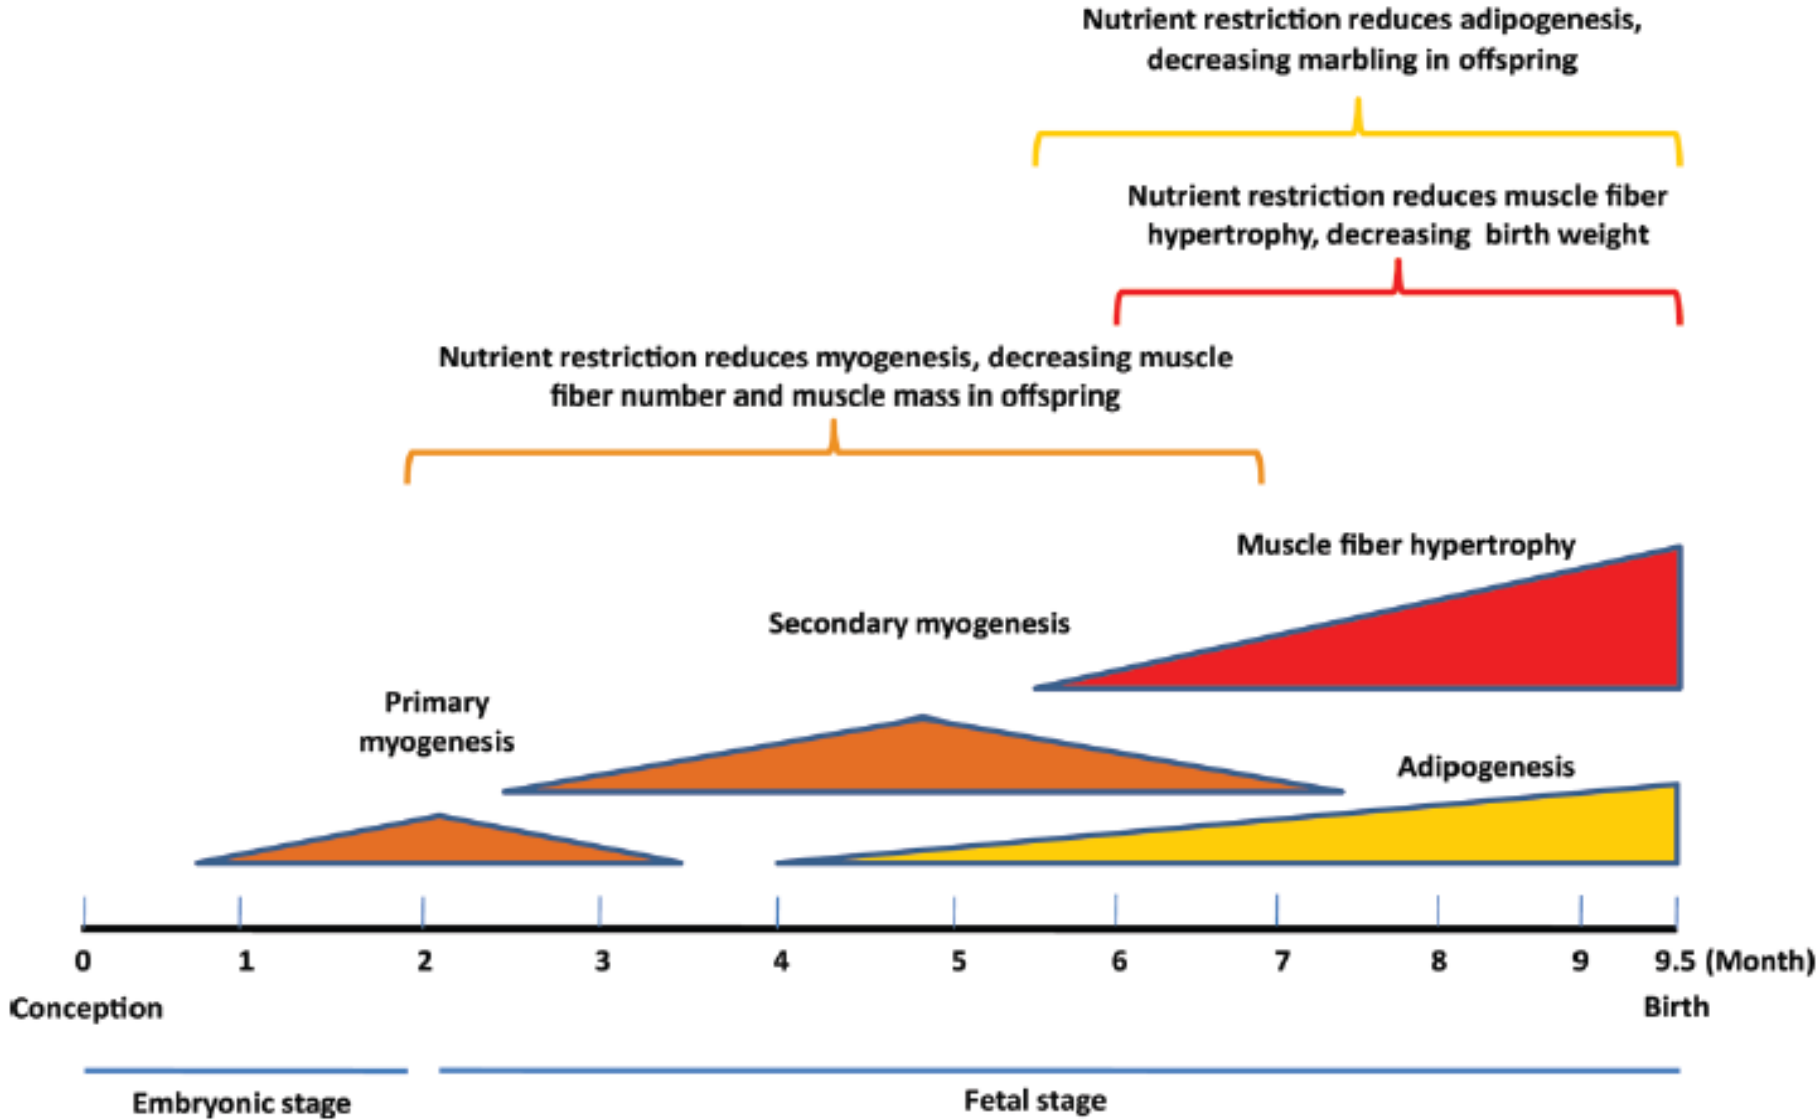 Nutrient restriction reduces adipogenesis,
decreasing marbling in offspring
Nutrient restriction reduces muscle fiber
hypertrophy, decreasing birth weight
Nutrient restriction reduces myogenesis, decreasing muscle
fiber number and muscle mass in offspring
Muscle fiber hypertrophy
Secondary myogenesis
Primary
myogenesis
Adipogenesis
0 1 2 3 4 5 6 7 8 9 9.5 (Month)
Conception Birth
Embryonic stage Fetal stage